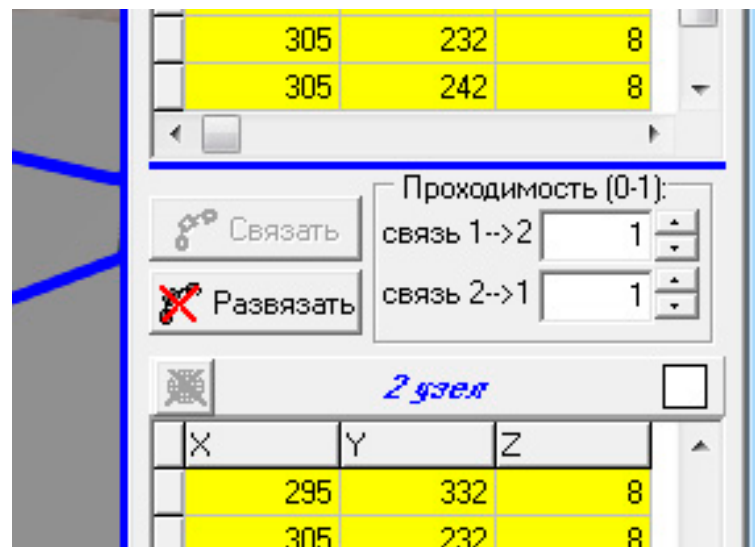 305 232 8
305 242 8
Проходимость (0-1):
Связать связь 1-->2 1
Развязать связь 2-->1 1
2 узел
X Y Z
295 332 8
305 232 8